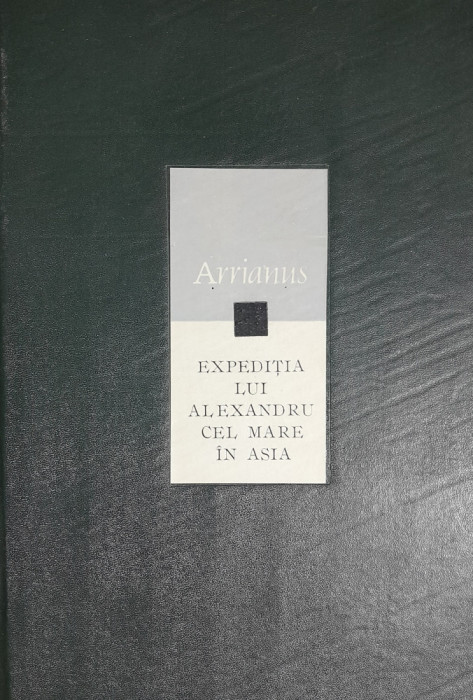 Arrianus
EXPEDIȚIA
LUI
ALEXANDRU
CEL MARE
ÎN ASIA